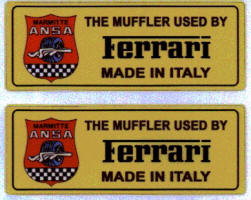 MARMITTE
ANSA
THE MUFFLER USED BY
Ferrari
MADE IN ITALY
MARMITTE
ANSA
THE MUFFLER USED BY
Ferrari
MADE IN ITALY